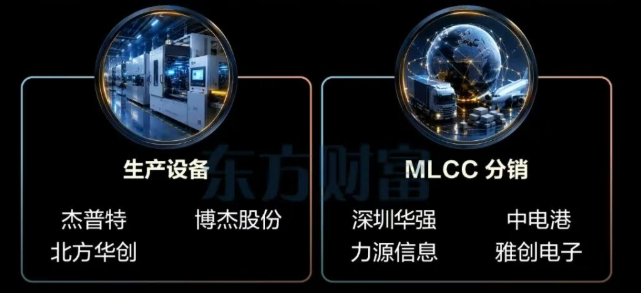 生产设备
杰普特 博杰股份
北方华创
MLCC 分销
深圳华强 中电港
力源信息 雅创电子
东方财富